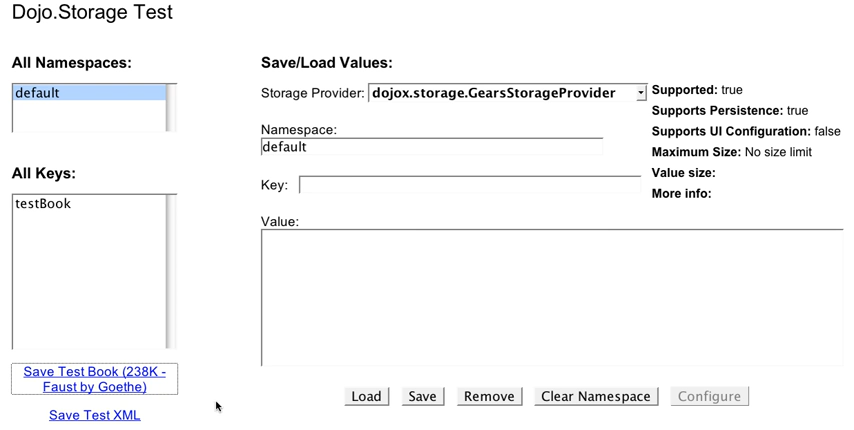 Dojo.Storage Test
All Namespaces:
default
All Keys:
testBook
Save Test Book (238K -
Faust by Goethe)
Save Test XML
Save/Load Values:
Storage Provider: dojox.storage.GearsStorageProvider
Namespace:
default
Key:
Value:
Supported: true
Supports Persistence: true
Supports UI Configuration: false
Maximum Size: No size limit
Value size:
More info:
Load Save Remove Clear Namespace Configure